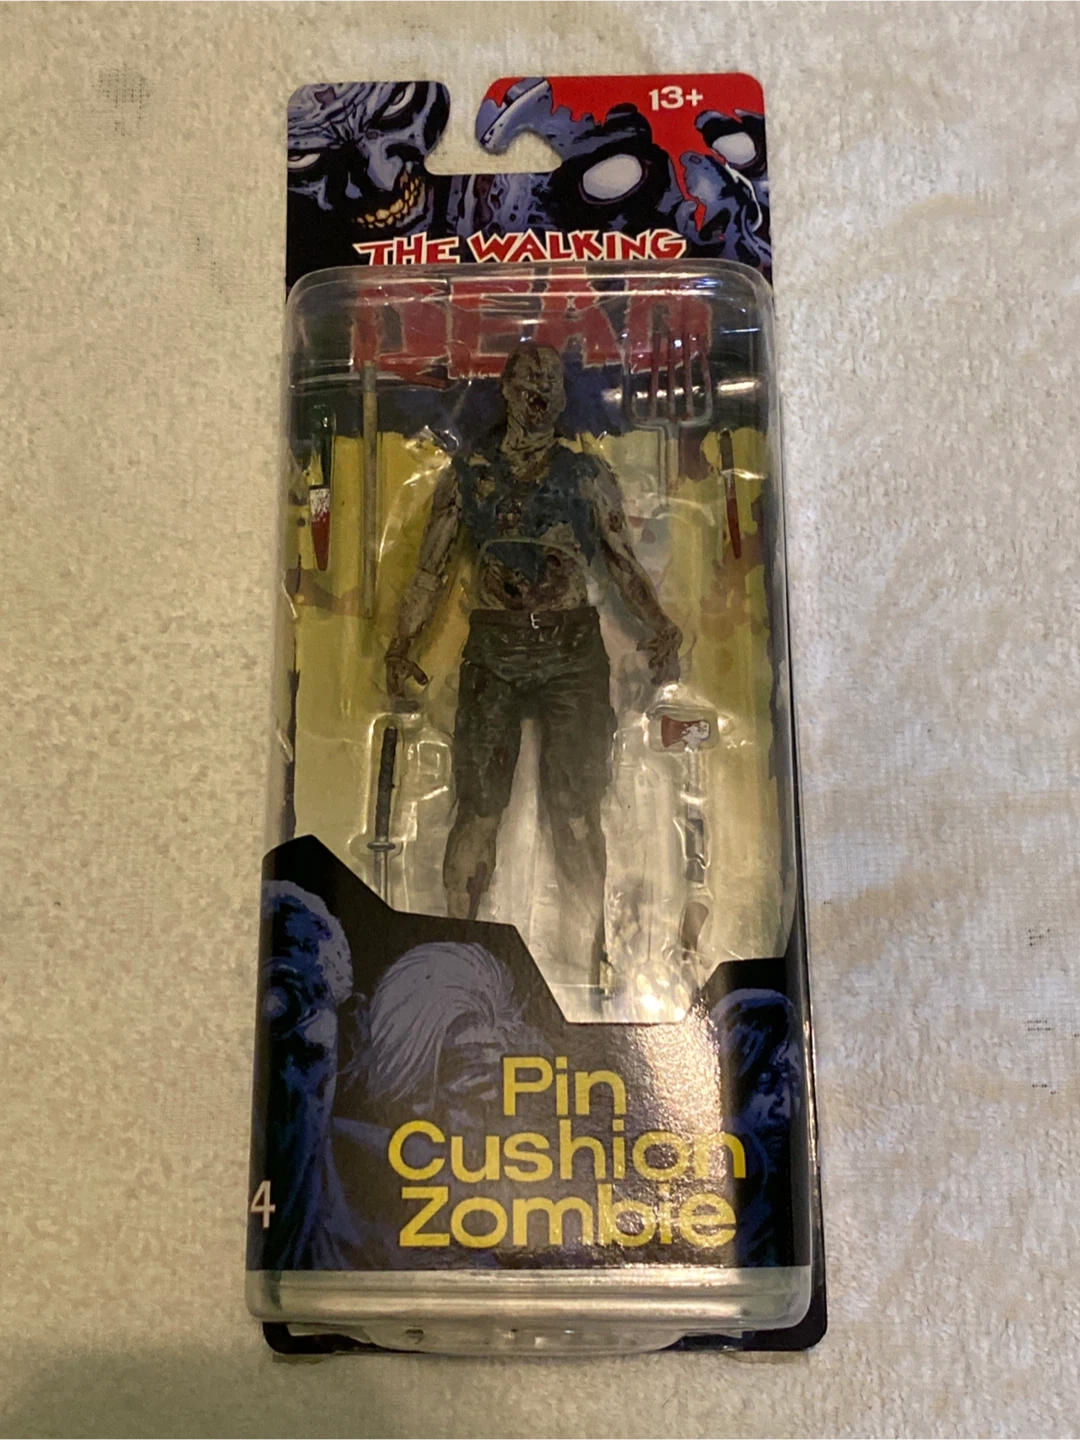 13+
THE WALKING
DEAD
Pin
Cushion
Zombie
4